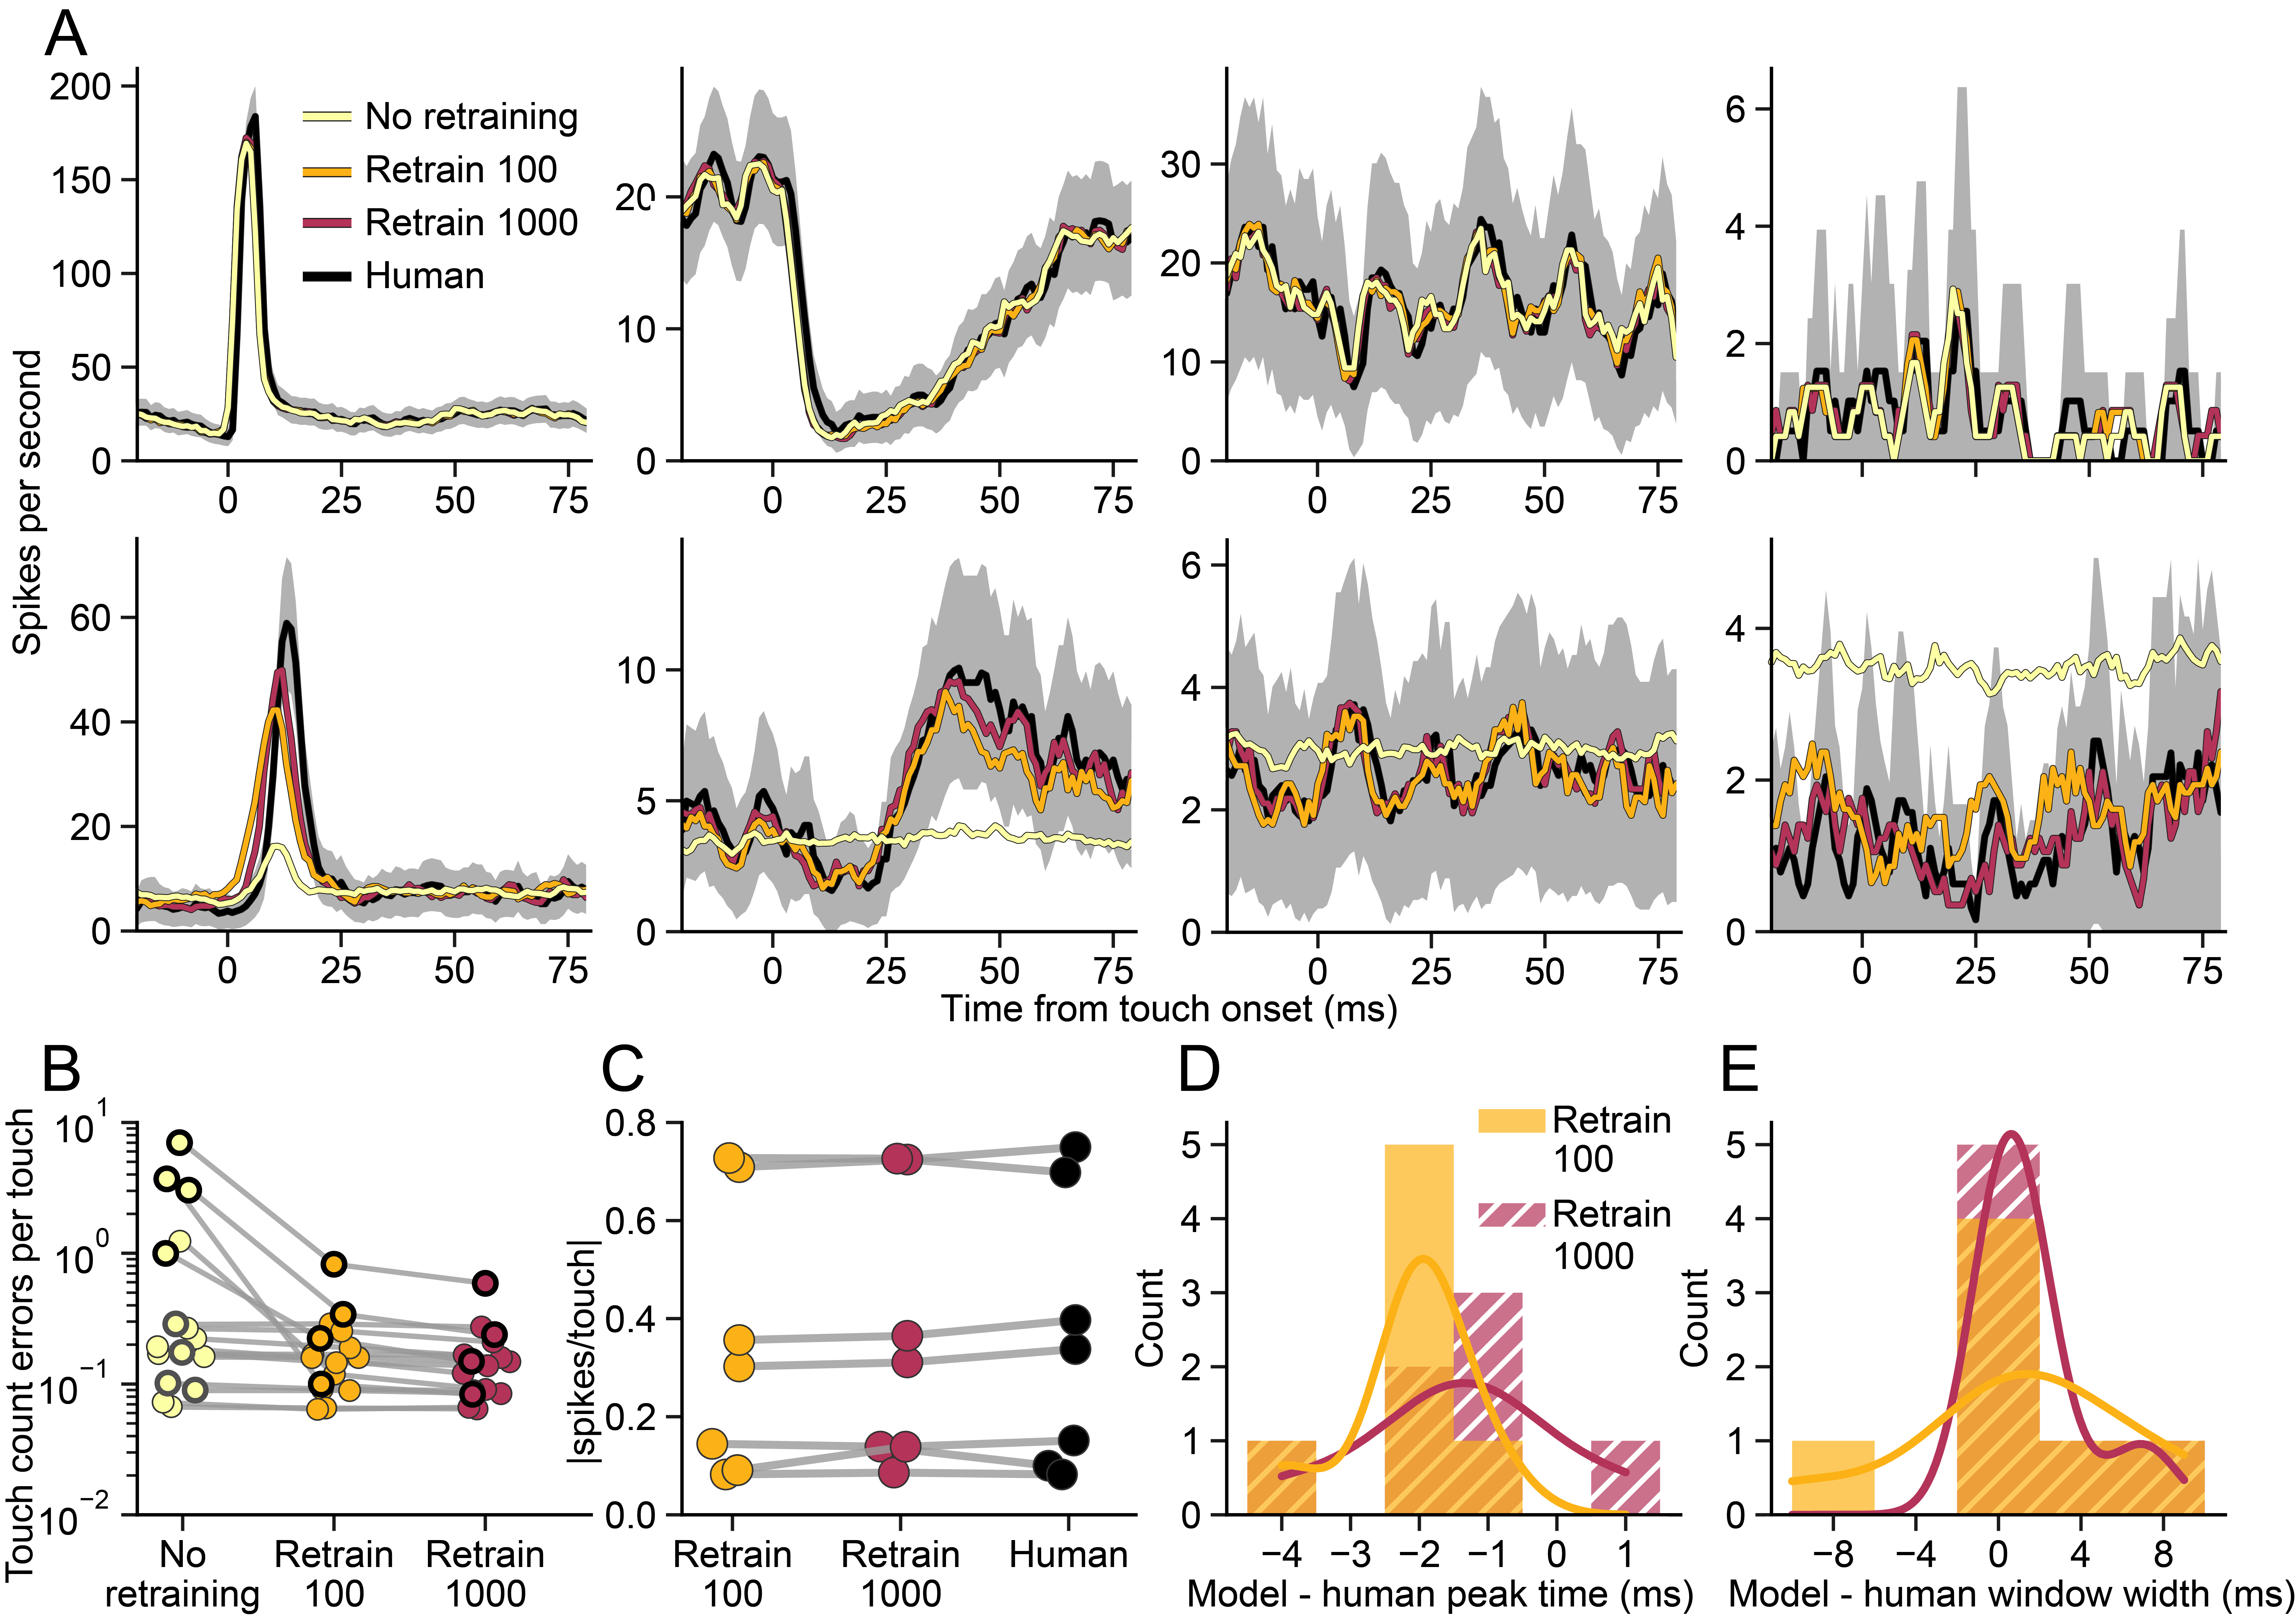 A
Spikes per second
200
150
100
50
0
0 25 50 75
No retraining
Retrain 100
Retrain 1000
Human
20
10
0
0 25 50 75
30
20
10
0
0 25 50 75
6
4
2
0
0 25 50 75
60
40
20
0
0 25 50 75
10
5
0
0 25 50 75
6
4
2
0
0 25 50 75
4
2
0
0 25 50 75
Time from touch onset (ms)
B
Touch count errors per touch
10^1
10^0
10^-1
10^-2
No retraining
Retrain 100
Retrain 1000
C
|spikes/touch|
0.8
0.6
0.4
0.2
0.0
Retrain 100
Retrain 1000
Human
D
Count
5
4
3
2
1
0
−4 −3 −2 −1 0 1
Model - human peak time (ms)
Retrain
100
Retrain
1000
E
Count
5
4
3
2
1
0
−8 −4 0 4 8
Model - human window width (ms)